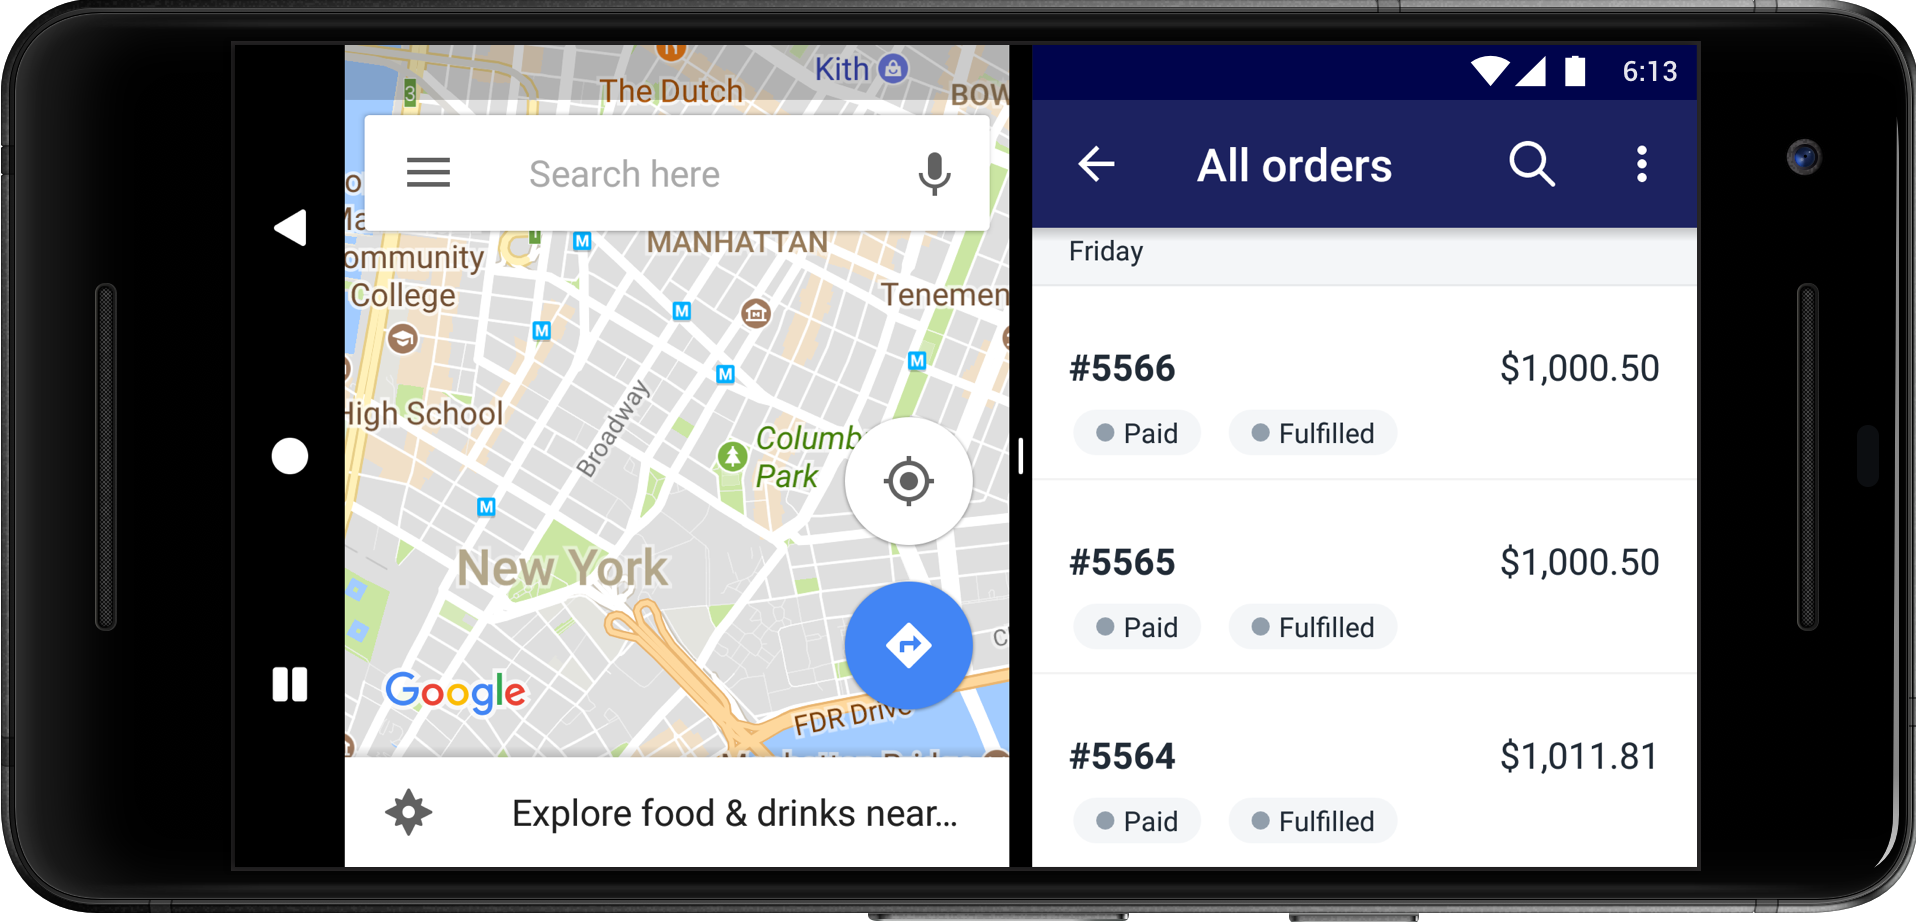 Kith
The Dutch
3
BOW
Search here
MANHATTAN
M
ommunity
College
Tenemen
M
M
M
M
High School
Broadway
Columb
Park
M
New York
Google
FDR Drive
Explore food & drinks near…
6:13
All orders
Friday
#5566
$1,000.50
Paid
Fulfilled
#5565
$1,000.50
Paid
Fulfilled
#5564
$1,011.81
Paid
Fulfilled